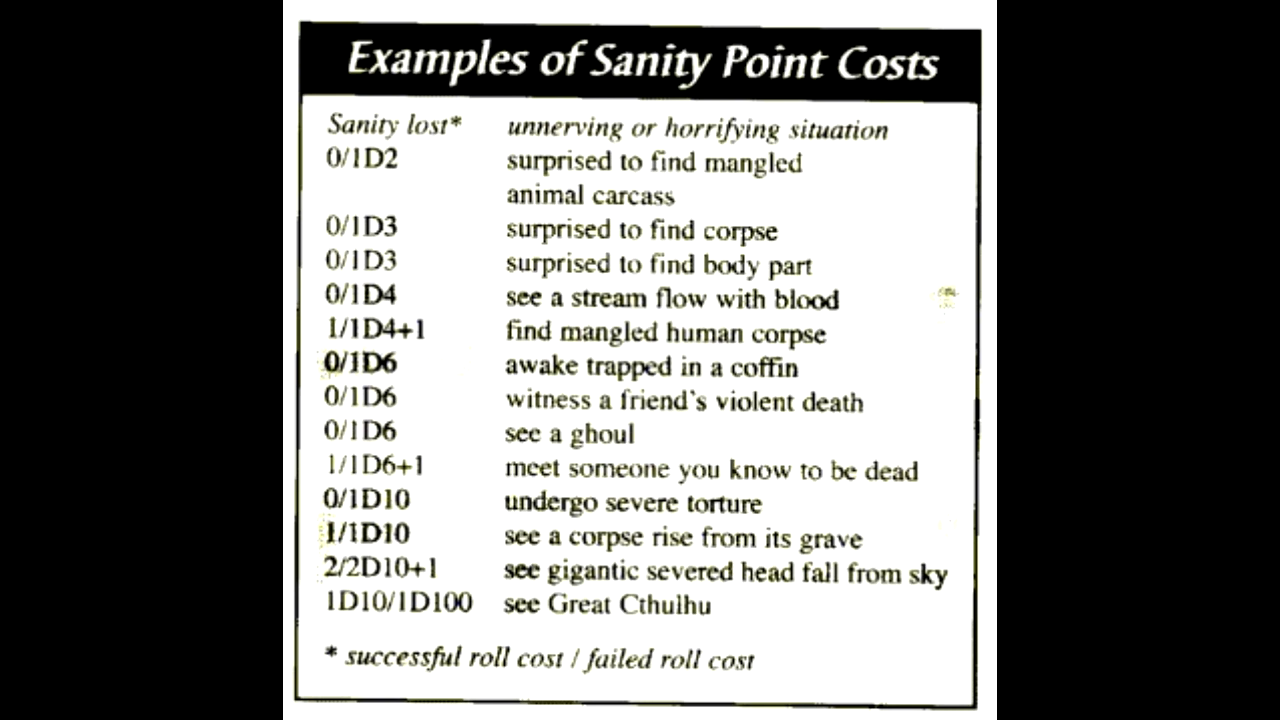 Examples of Sanity Point Costs
Sanity lost* unnerving or horrifying situation
0/1D2 surprised to find mangled
animal carcass
0/1D3 surprised to find corpse
0/1D3 surprised to find body part
0/1D4 see a stream flow with blood
1/1D4+1 find mangled human corpse
0/1D6 awake trapped in a coffin
0/1D6 witness a friend's violent death
0/1D6 see a ghoul
1/1D6+1 meet someone you know to be dead
0/1D10 undergo severe torture
1/1D10 see a corpse rise from its grave
2/2D10+1 see gigantic severed head fall from sky
1D10/1D100 see Great Cthulhu
* successful roll cost / failed roll cost